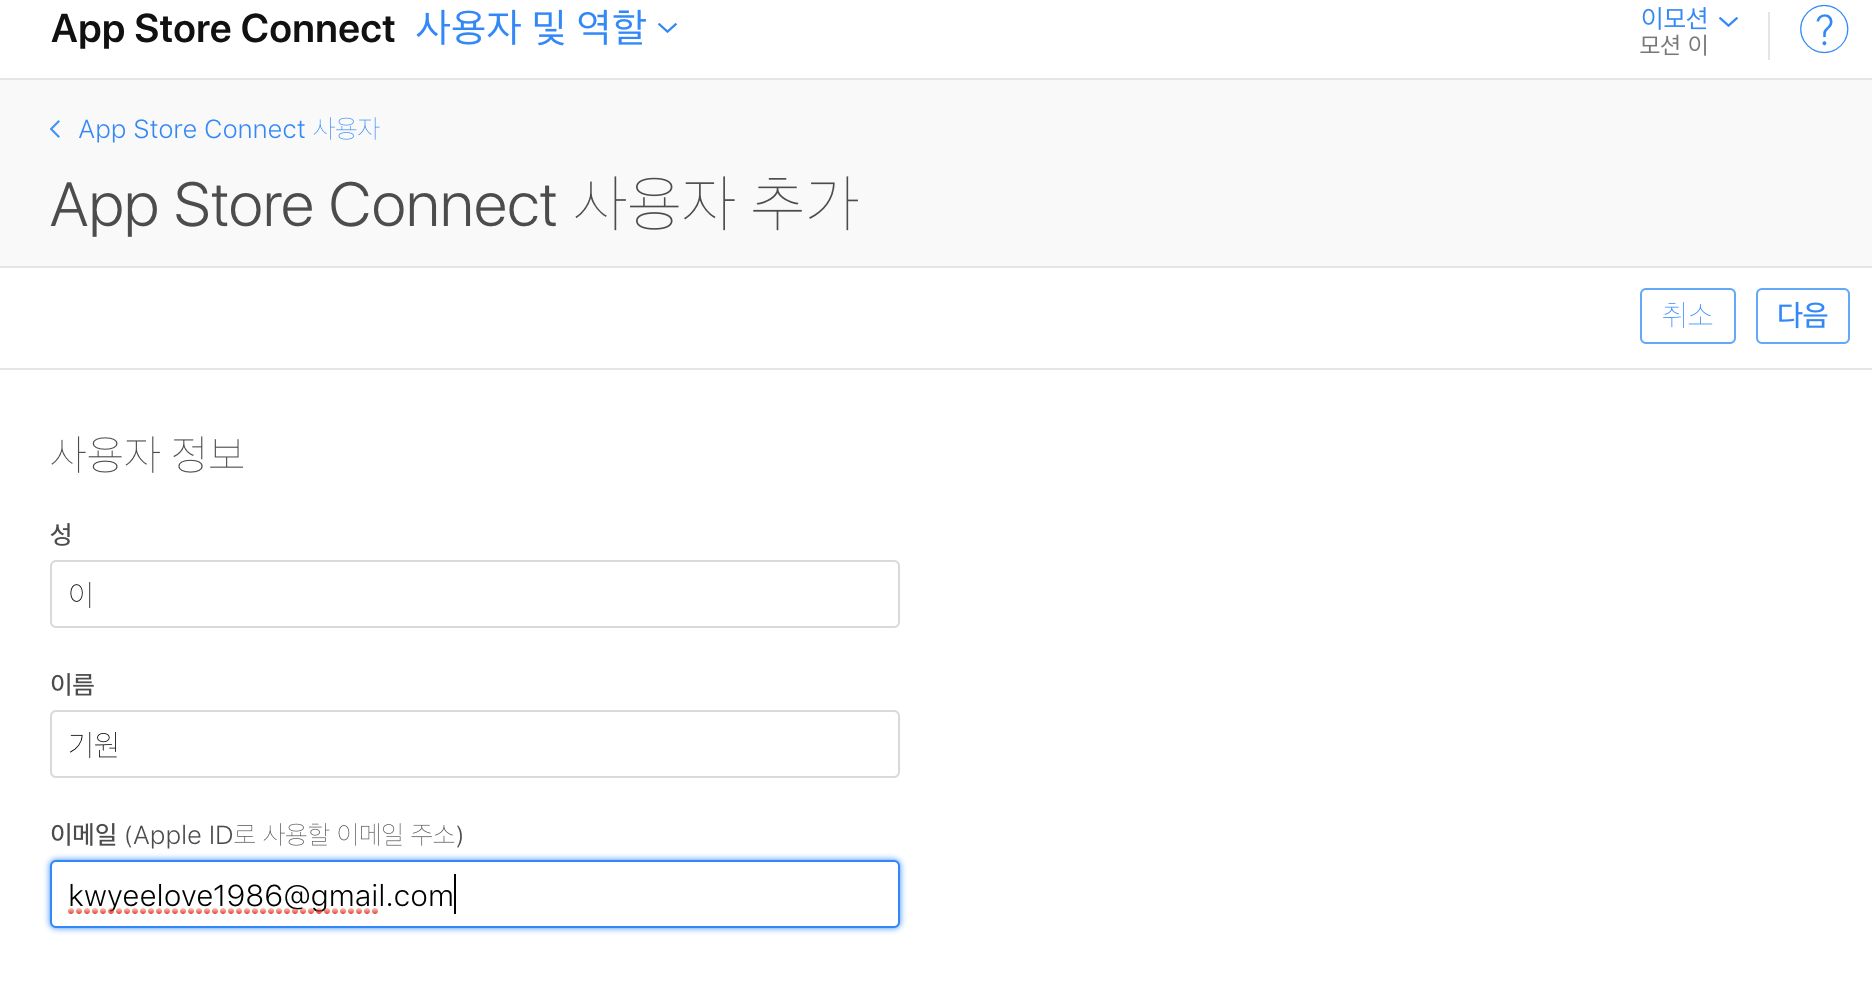 App Store Connect 사용자 및 역할
이모션
모션 이
?
App Store Connect 사용자
App Store Connect 사용자 추가
취소 다음
사용자 정보
성
이
이름
기원
이메일 (Apple ID로 사용할 이메일 주소)
kwyeelove1986@gmail.com